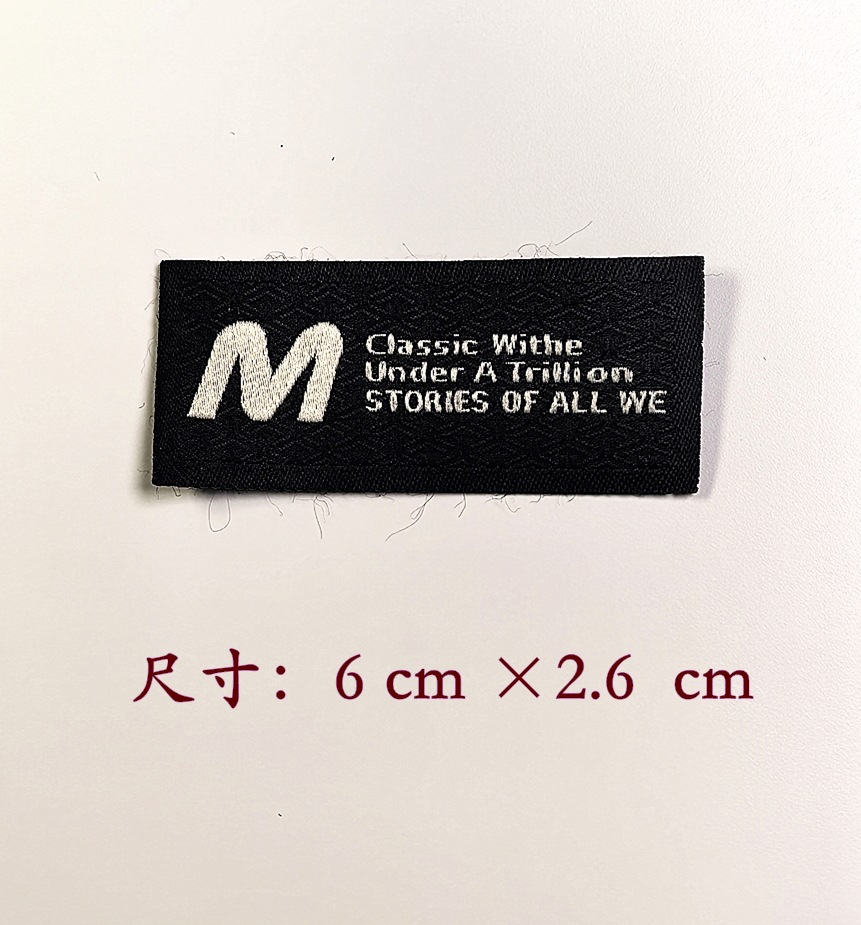 M
Classic Withe
Under A Trillion
STORIES OF ALL WE
尺寸：6 cm ×2.6 cm